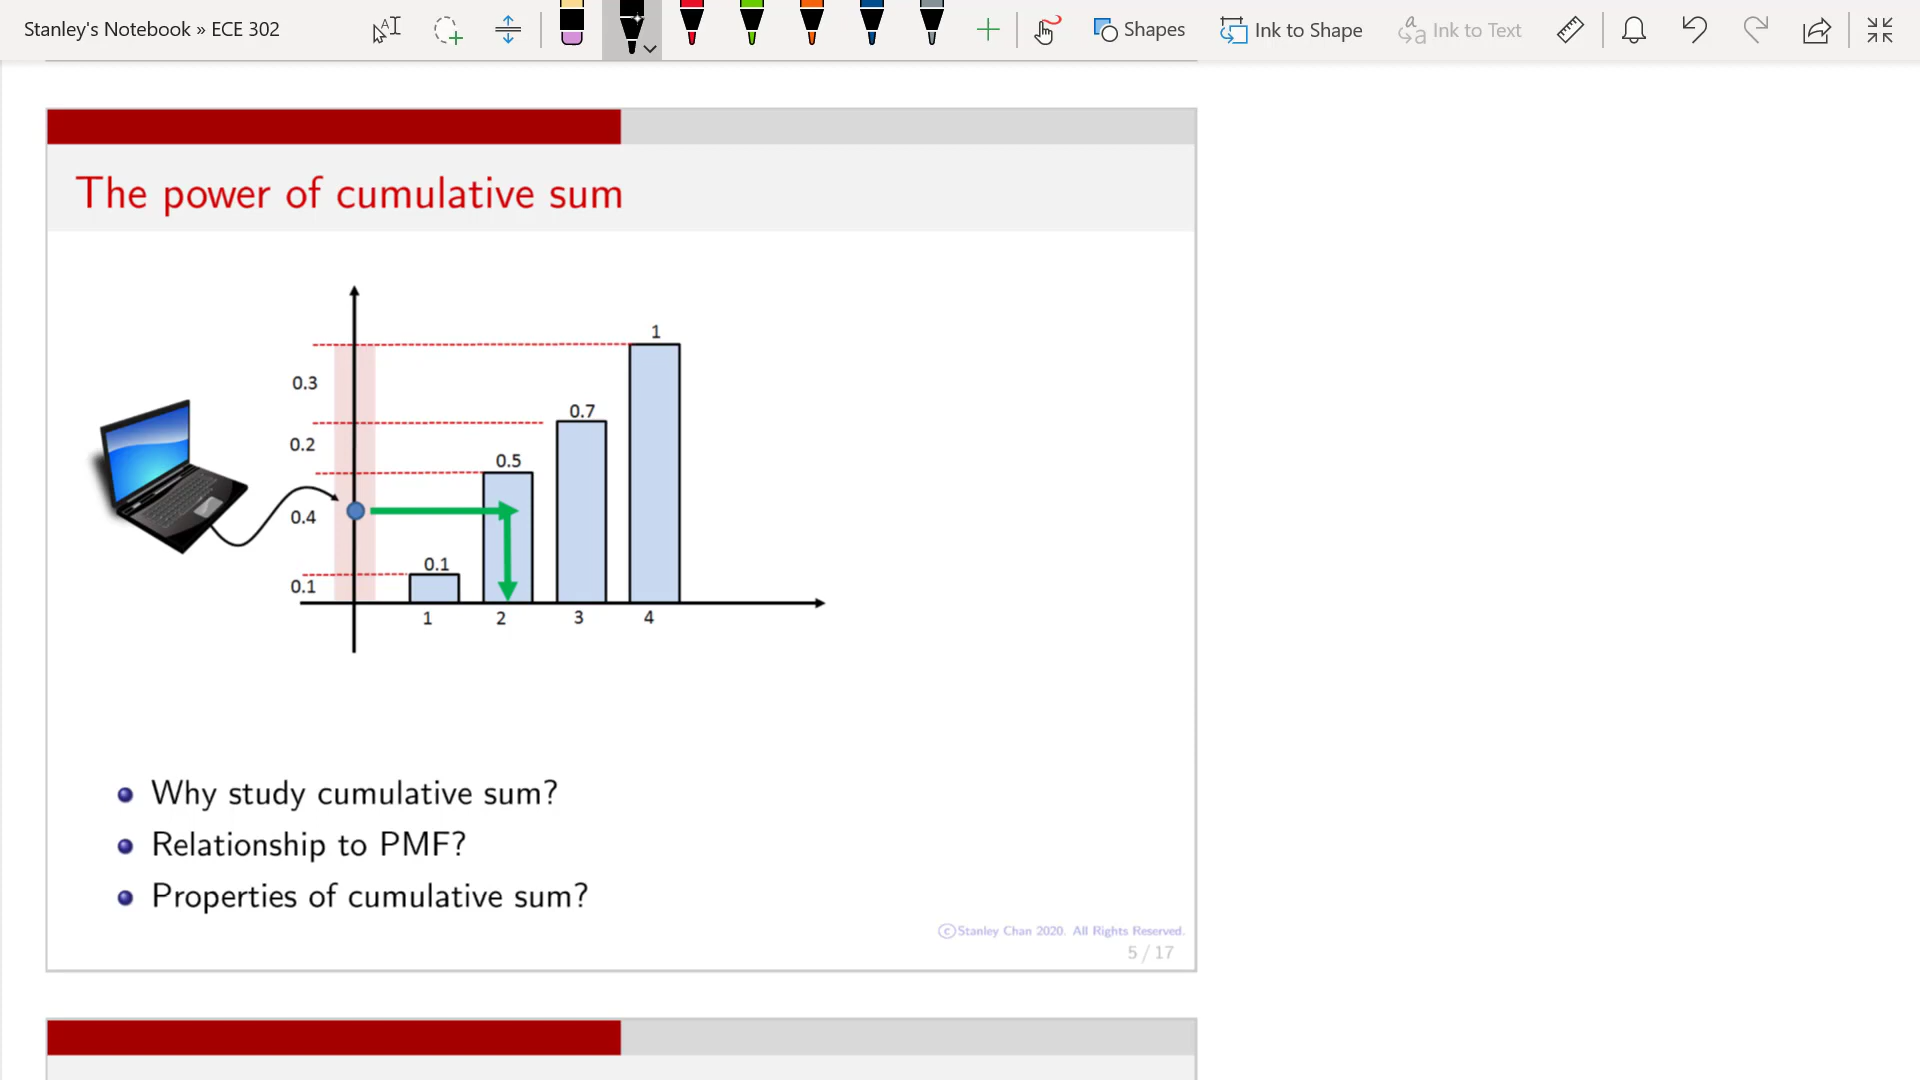 Stanley's Notebook » ECE 302
Shapes
Ink to Shape
Ink to Text
The power of cumulative sum
1
0.3
0.7
0.2
0.5
0.4
0.1
0.1
1 2 3 4
Why study cumulative sum?
Relationship to PMF?
Properties of cumulative sum?
©Stanley Chan 2020. All Rights Reserved.
5 / 17